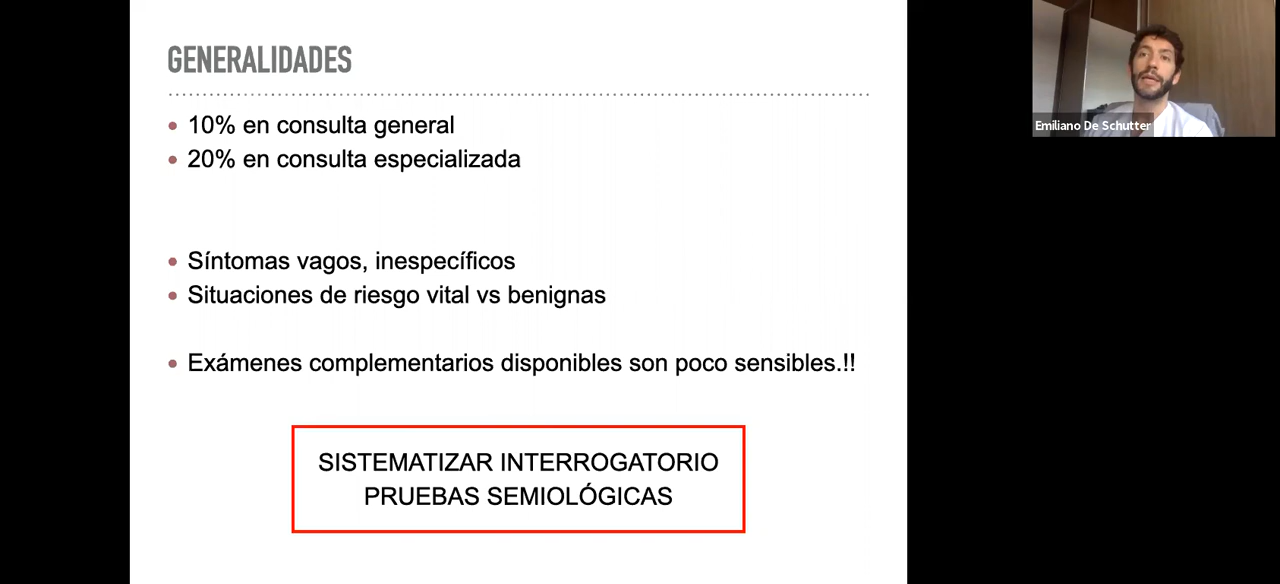 GENERALIDADES
10% en consulta general
20% en consulta especializada
Síntomas vagos, inespecíficos
Situaciones de riesgo vital vs benignas
Exámenes complementarios disponibles son poco sensibles.!!
SISTEMATIZAR INTERROGATORIO
PRUEBAS SEMIOLÓGICAS
Emiliano De Schutter